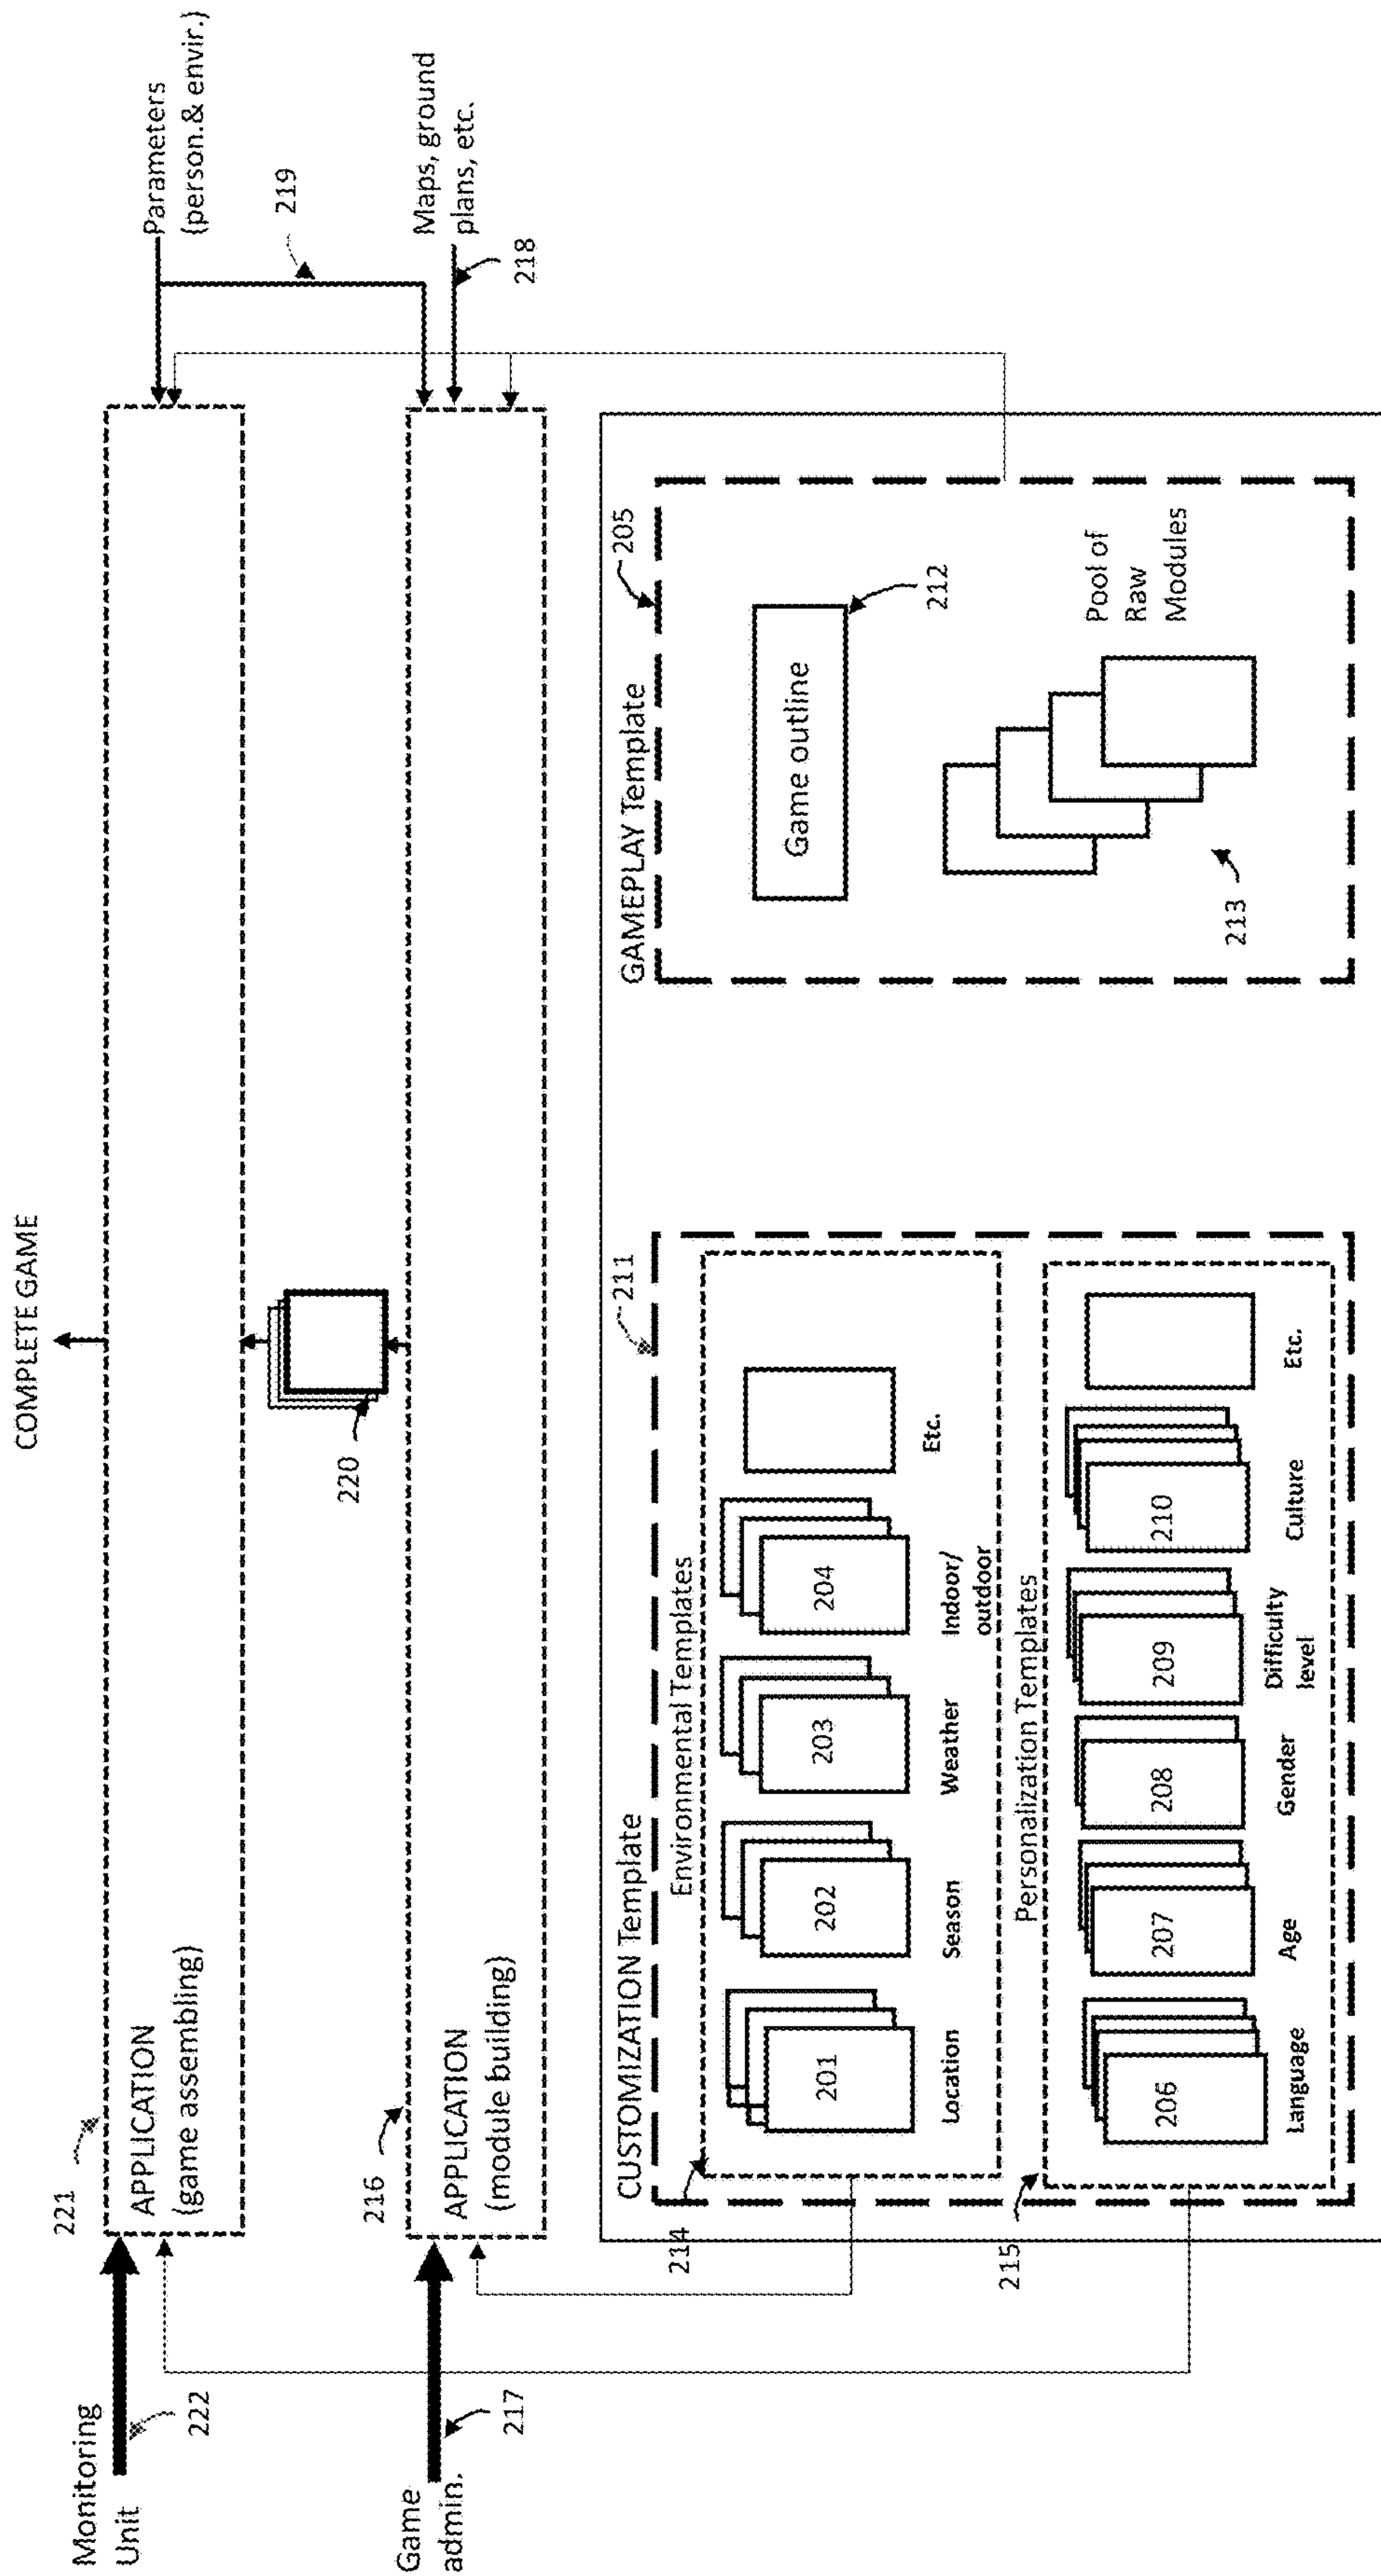 COMPLETE GAME
Monitoring
Unit
222
221
APPLICATION
(game assembling)
Parameters
(person.& envir.)
219
220
Game
admin.
217
216
APPLICATION
(module building)
Maps, ground
plans, etc.
218
CUSTOMIZATION Template
211
214
Environmental Templates
201
202
203
204
Location
Season
Weather
Indoor/
outdoor
Etc.
215
Personalization Templates
206
207
208
209
210
Language
Age
Gender
Difficulty
level
Culture
Etc.
GAMEPLAY Template
205
Game outline
212
213
Pool of
Raw
Modules